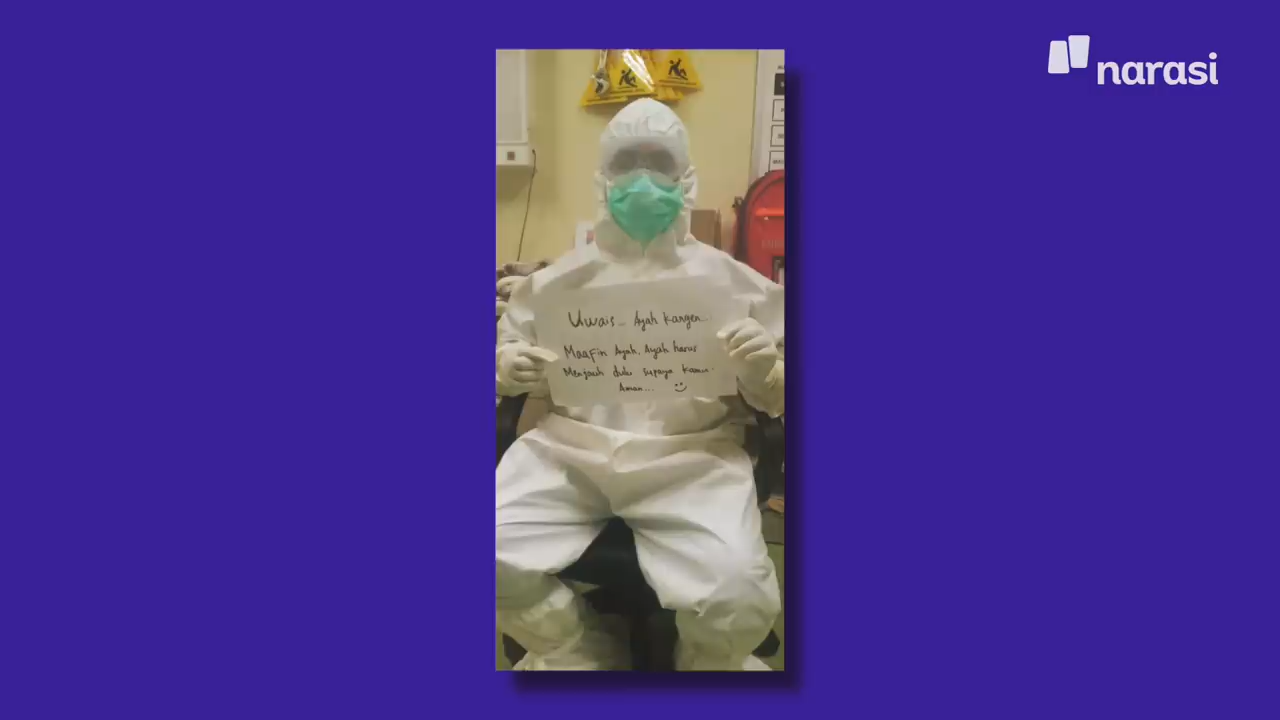 narasi
Uwais... Ayah Kangen...
Maafin Ayah, Ayah harus
Menjauh dulu supaya kamu
Aman...